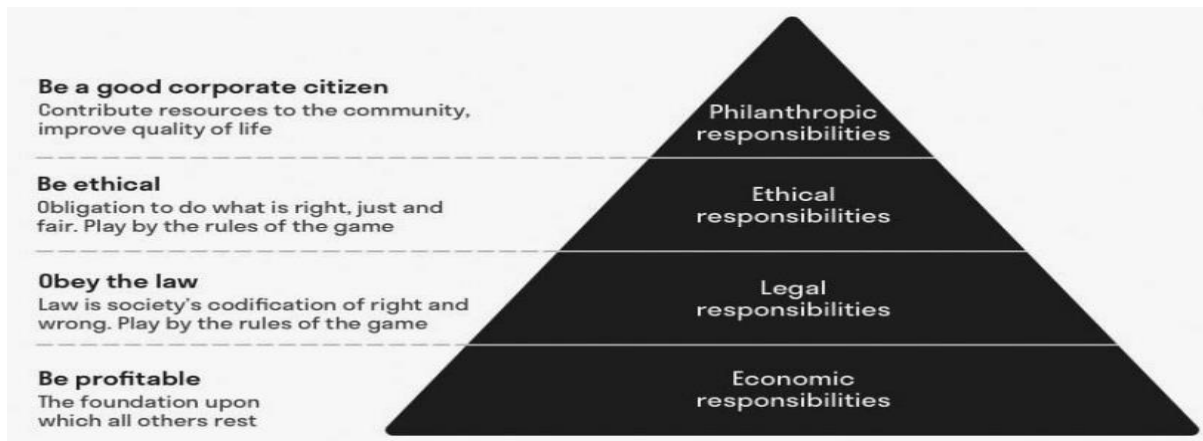 Be a good corporate citizen
Contribute resources to the community,
improve quality of life
Philanthropic
responsibilities
Be ethical
Obligation to do what is right, just and
fair. Play by the rules of the game
Ethical
responsibilities
Obey the law
Law is society's codification of right and
wrong. Play by the rules of the game
Legal
responsibilities
Be profitable
The foundation upon
which all others rest
Economic
responsibilities